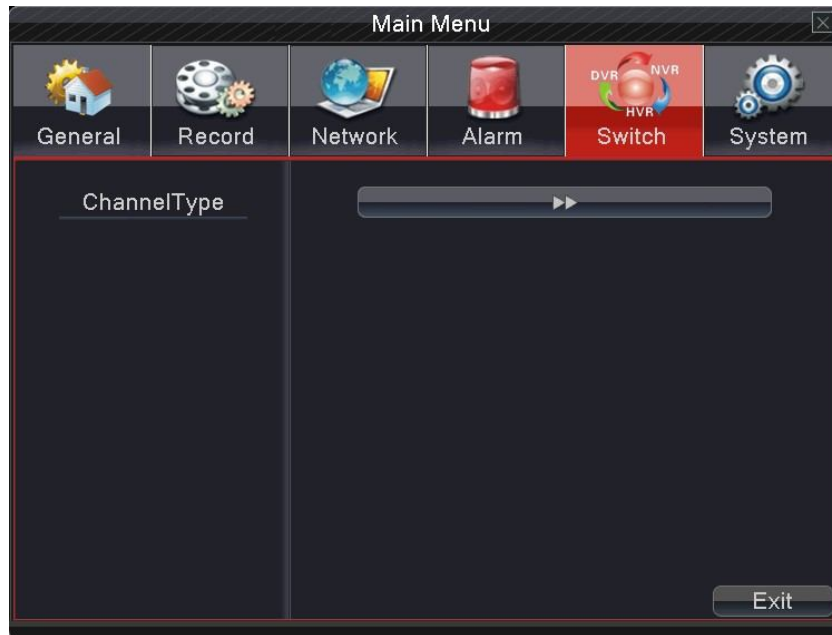 Main Menu
DVR NVR
HVR
General Record Network Alarm Switch System
ChannelType
Exit